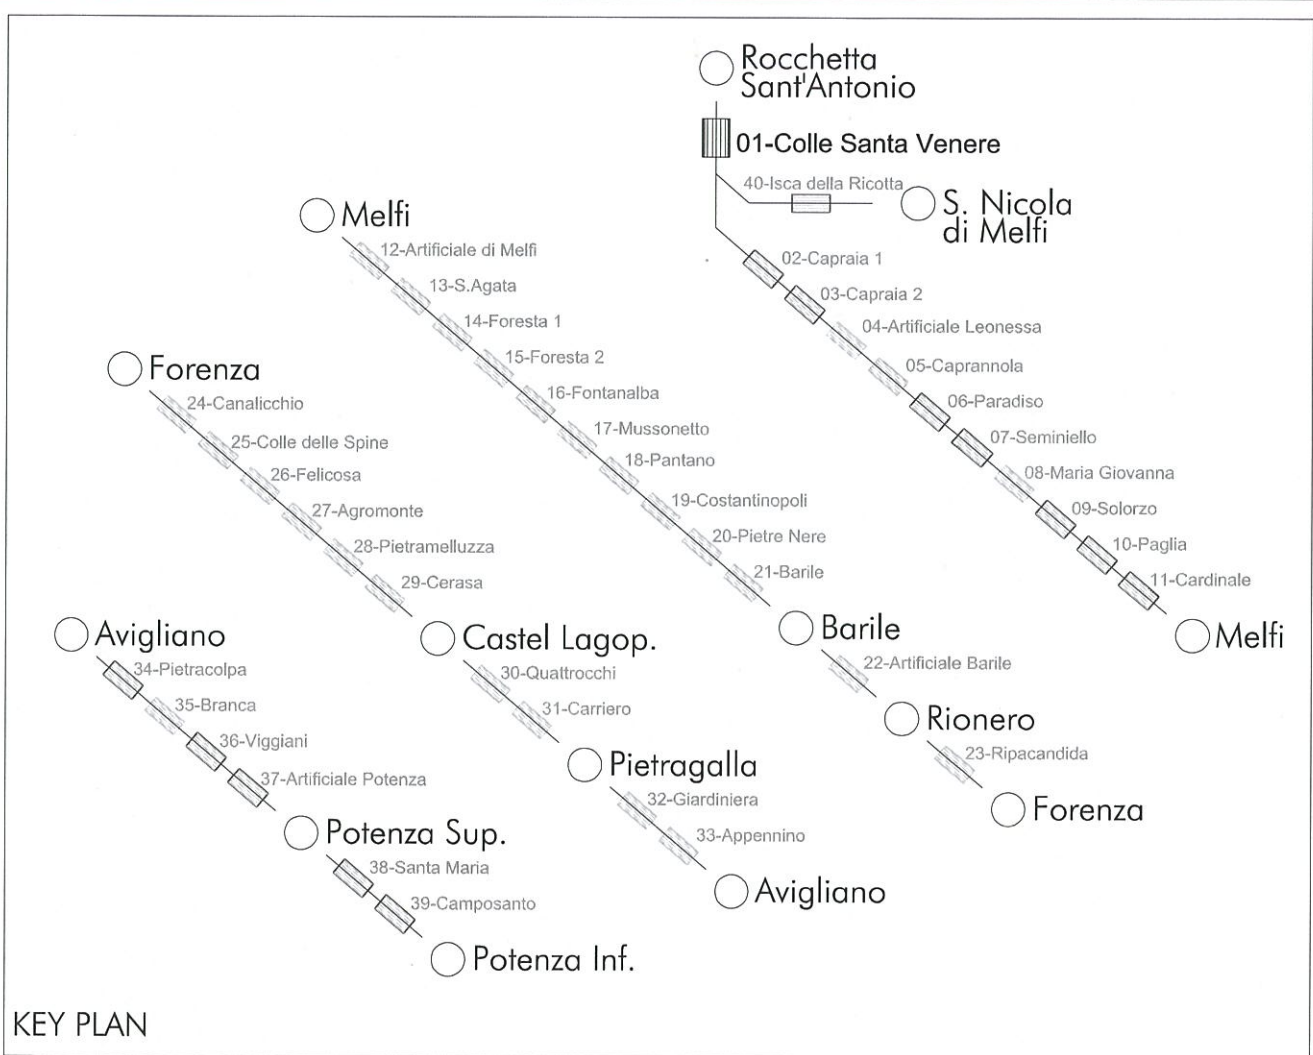 Rocchetta
Sant'Antonio
01-Colle Santa Venere
40-Isca della Ricotta
S. Nicola
di Melfi
02-Capraia 1
03-Capraia 2
04-Artificiale Leonessa
05-Caprannola
06-Paradiso
07-Seminiello
08-Maria Giovanna
09-Solorzo
10-Paglia
11-Cardinale
Melfi
Melfi
12-Artificiale di Melfi
13-S.Agata
14-Foresta 1
15-Foresta 2
16-Fontanalba
17-Mussonetto
18-Pantano
19-Costantinopoli
20-Pietre Nere
21-Barile
Barile
22-Artificiale Barile
Rionero
23-Ripacandida
Forenza
Forenza
24-Canalicchio
25-Colle delle Spine
26-Felicosa
27-Agromonte
28-Pietramelluzza
29-Cerasa
Castel Lagop.
30-Quattrocchi
31-Carriero
Pietragalla
32-Giardiniera
33-Appennino
Avigliano
Avigliano
34-Pietracolpa
35-Branca
36-Viggiani
37-Artificiale Potenza
Potenza Sup.
38-Santa Maria
39-Camposanto
Potenza Inf.
KEY PLAN